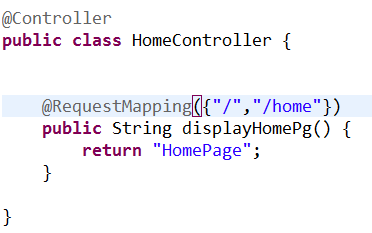 @Controller
public class HomeController {
@RequestMapping({"/","/home"})
public String displayHomePg() {
return "HomePage";
}
}